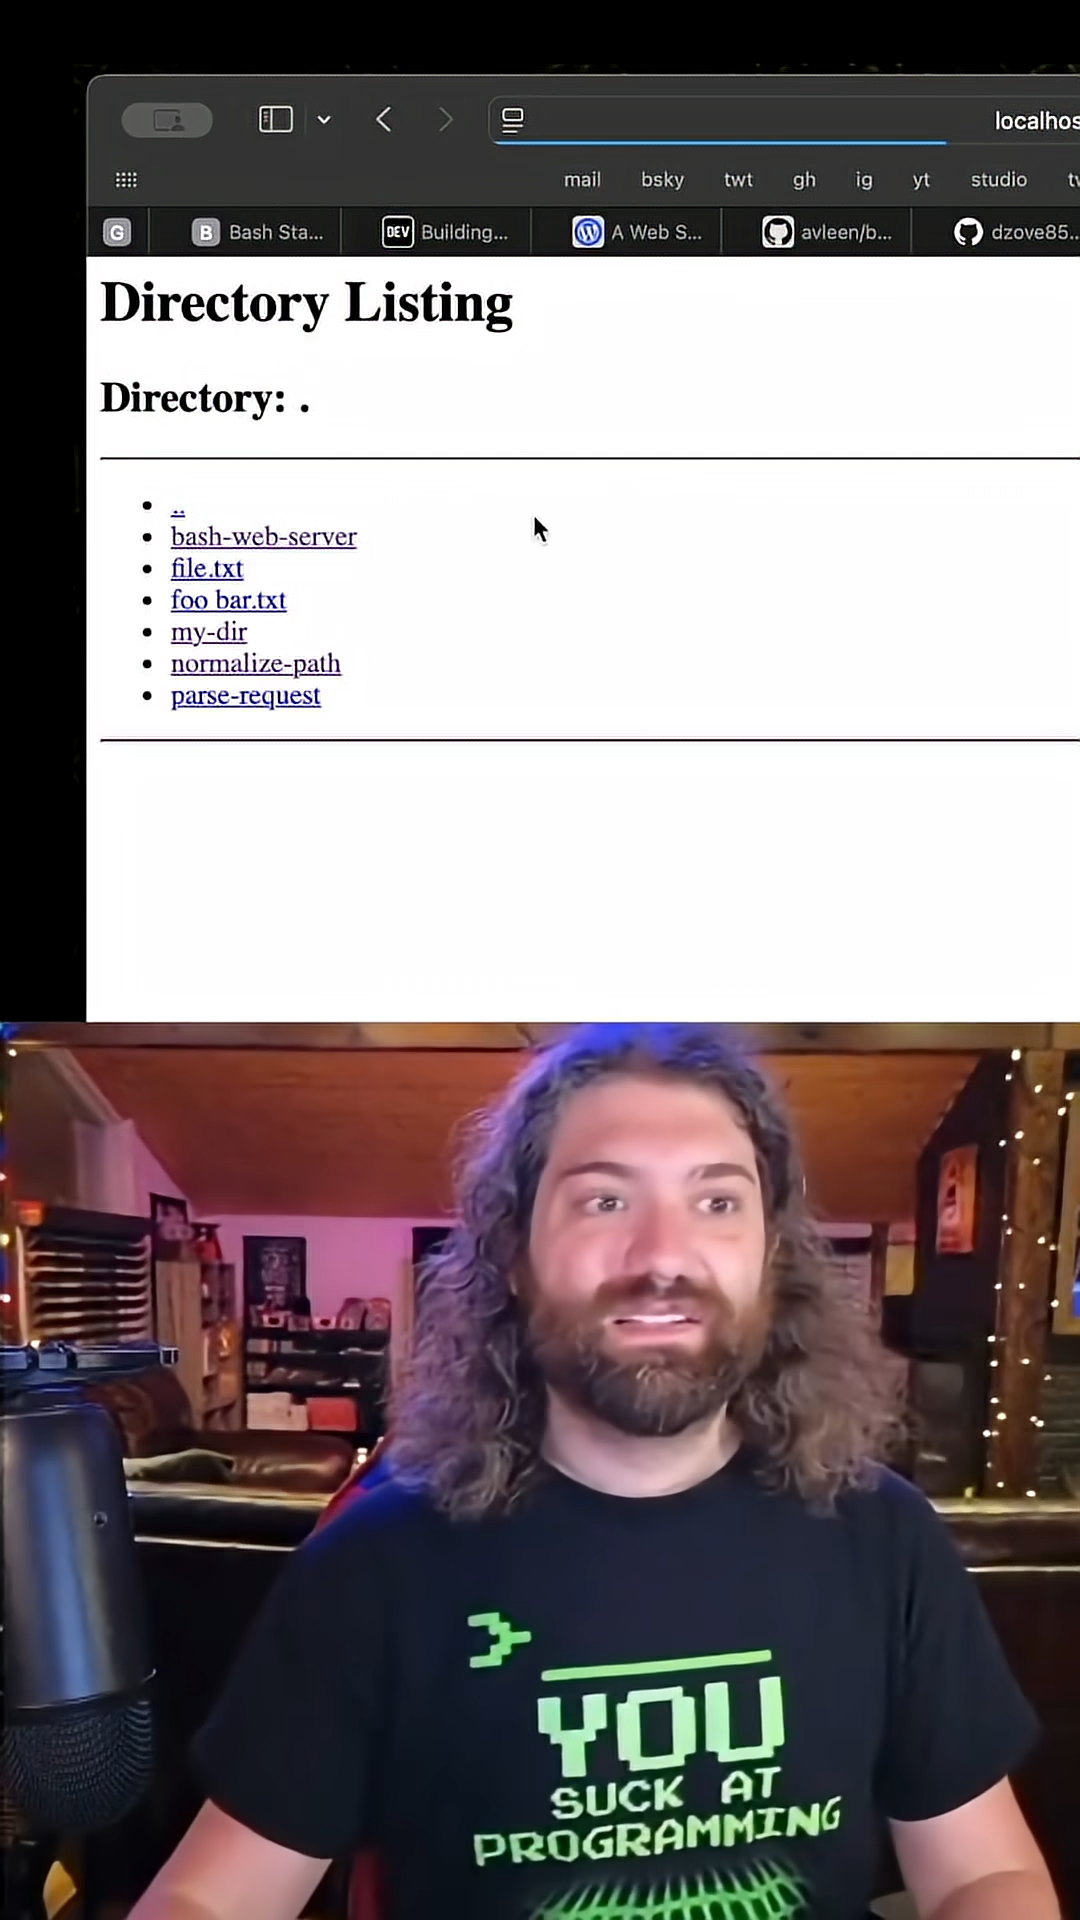 localhos
mail bsky twt gh ig yt studio tw
G B Bash Sta... DEV Building... A Web S... avleen/b... dzove85...
Directory Listing
Directory: .
..
bash-web-server
file.txt
foo bar.txt
my-dir
normalize-path
parse-request
>_
YOU
SUCK AT
PROGRAMMING